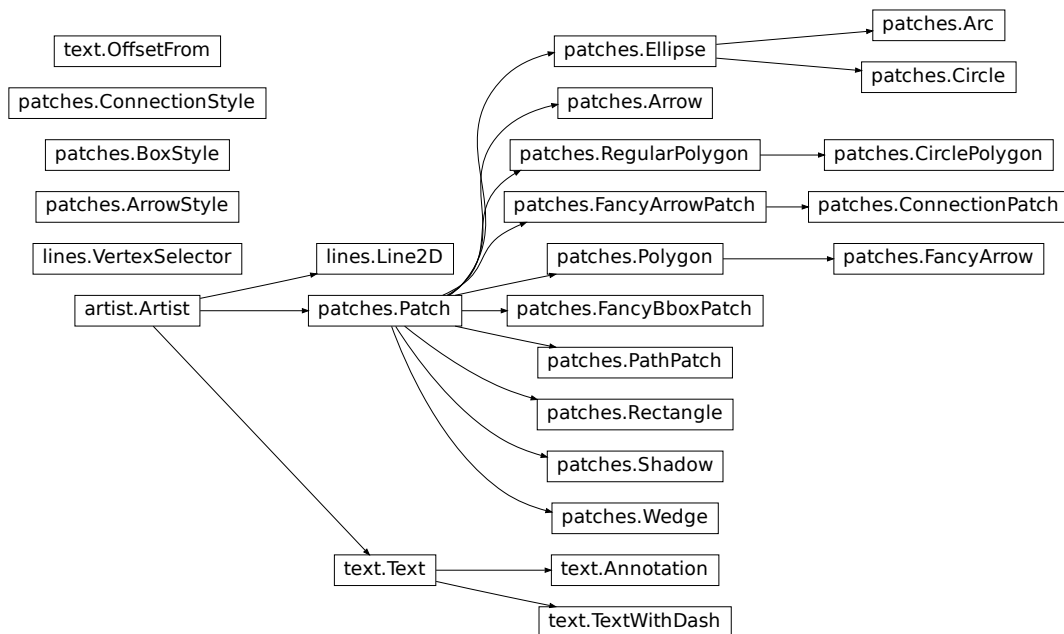 text.OffsetFrom
patches.ConnectionStyle
patches.BoxStyle
patches.ArrowStyle
lines.VertexSelector
artist.Artist
lines.Line2D
patches.Patch
text.Text
patches.Ellipse
patches.Arrow
patches.RegularPolygon
patches.FancyArrowPatch
patches.Polygon
patches.FancyBboxPatch
patches.PathPatch
patches.Rectangle
patches.Shadow
patches.Wedge
text.Annotation
text.TextWithDash
patches.Arc
patches.Circle
patches.CirclePolygon
patches.ConnectionPatch
patches.FancyArrow